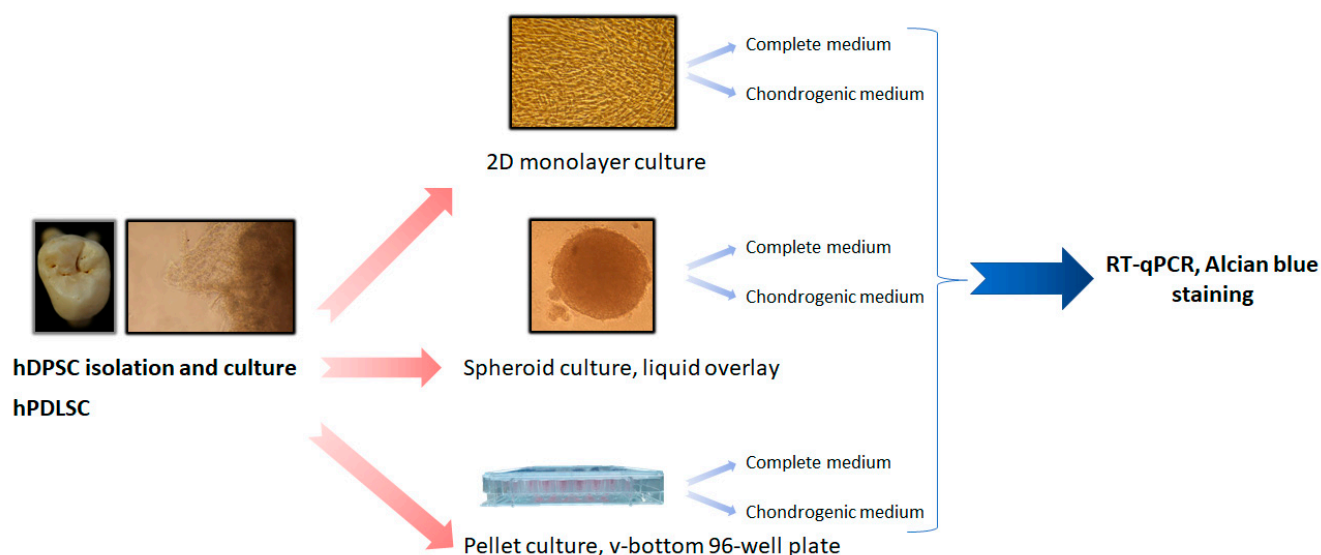 Complete medium
Chondrogenic medium
2D monolayer culture
hDPSC isolation and culture
hPDLSC
Complete medium
Chondrogenic medium
Spheroid culture, liquid overlay
Complete medium
Chondrogenic medium
Pellet culture, v-bottom 96-well plate
RT-qPCR, Alcian blue
staining